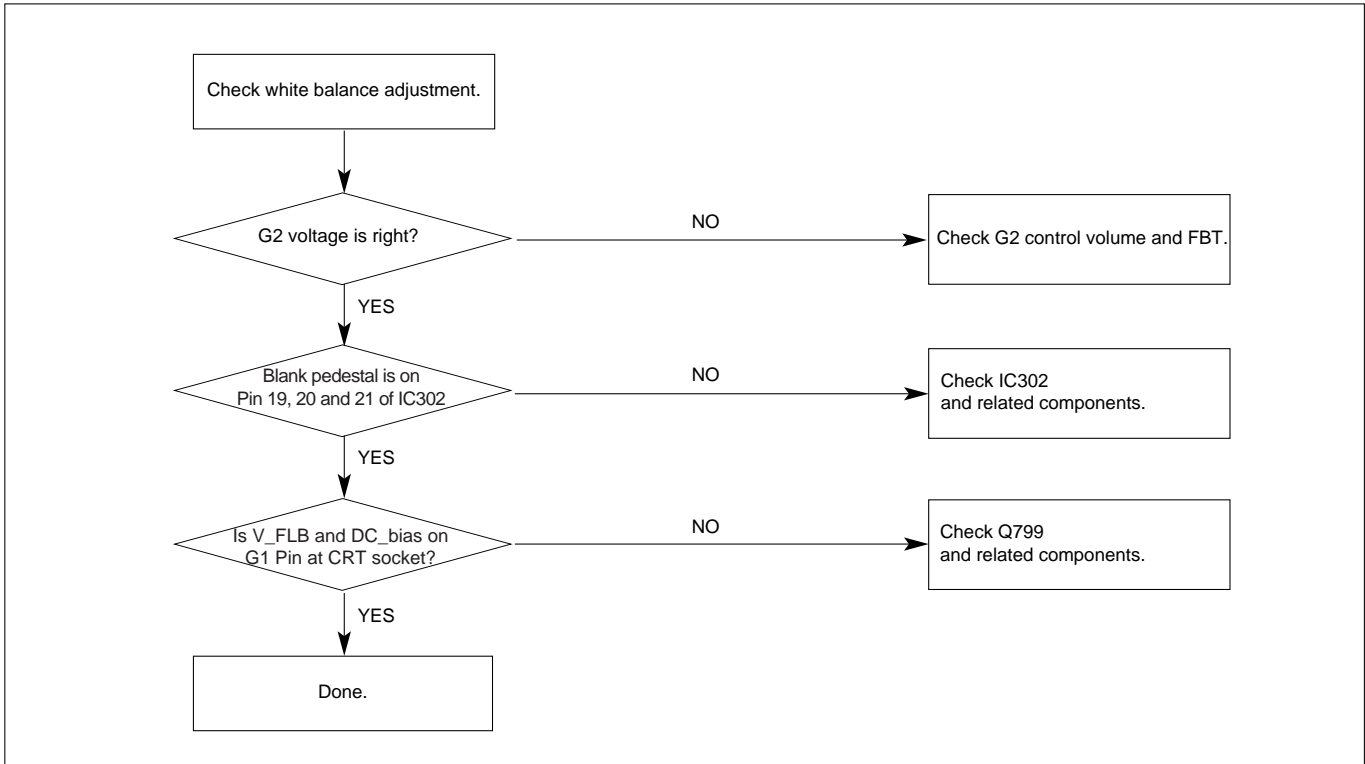 Check white balance adjustment.
G2 voltage is right?
NO
Check G2 control volume and FBT.
YES
Blank pedestal is on
Pin 19, 20 and 21 of IC302
NO
Check IC302
and related components.
YES
Is V_FLB and DC_bias on
G1 Pin at CRT socket?
NO
Check Q799
and related components.
YES
Done.